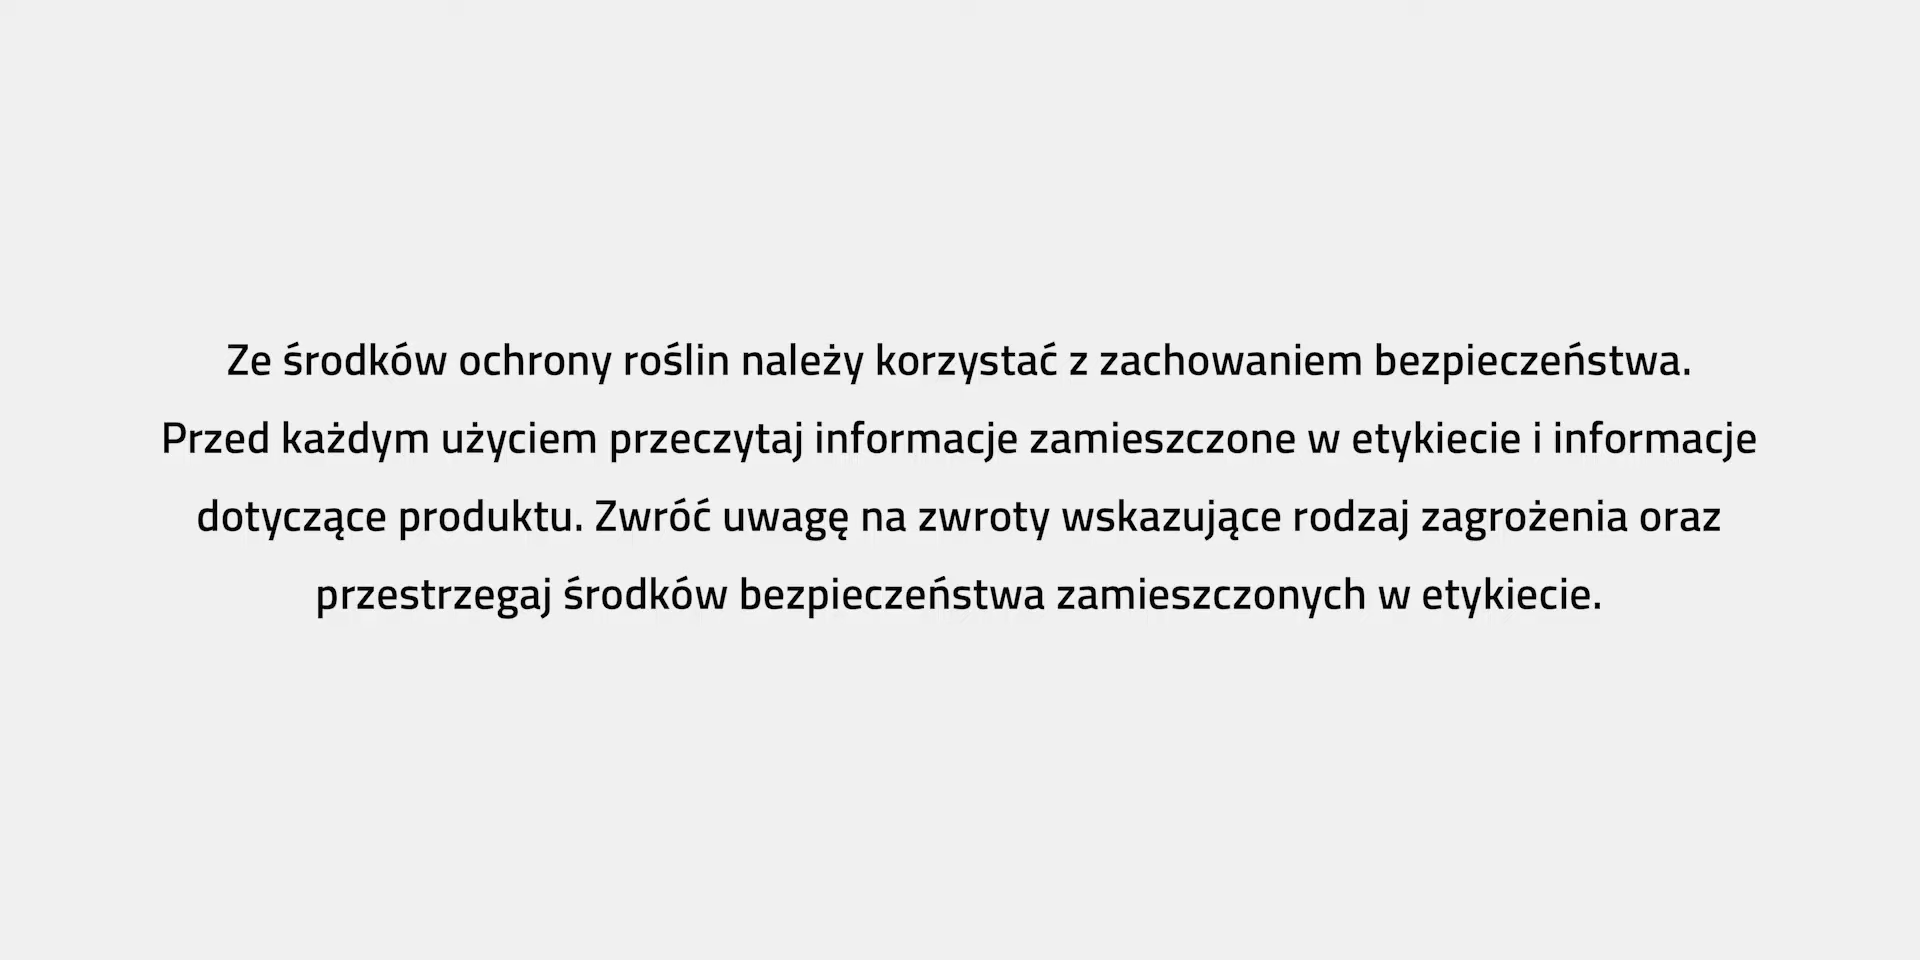 Ze środków ochrony roślin należy korzystać z zachowaniem bezpieczeństwa.
Przed każdym użyciem przeczytaj informacje zamieszczone w etykiecie i informacje
dotyczące produktu. Zwróć uwagę na zwroty wskazujące rodzaj zagrożenia oraz
przestrzegaj środków bezpieczeństwa zamieszczonych w etykiecie.